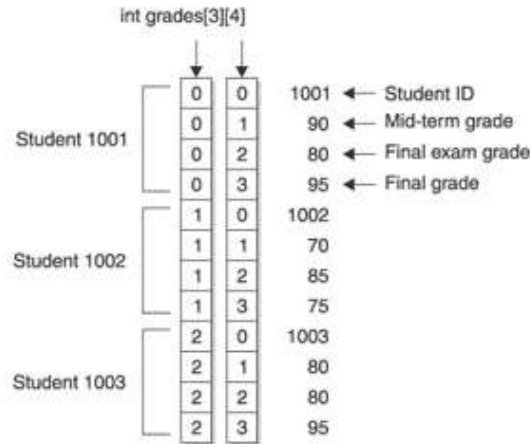 int grades[3][4]
0 0 1001 Student ID
0 1 90 Mid-term grade
Student 1001
0 2 80 Final exam grade
0 3 95 Final grade
1 0 1002
1 1 70
Student 1002
1 2 85
1 3 75
2 0 1003
2 1 80
Student 1003
2 2 80
2 3 95